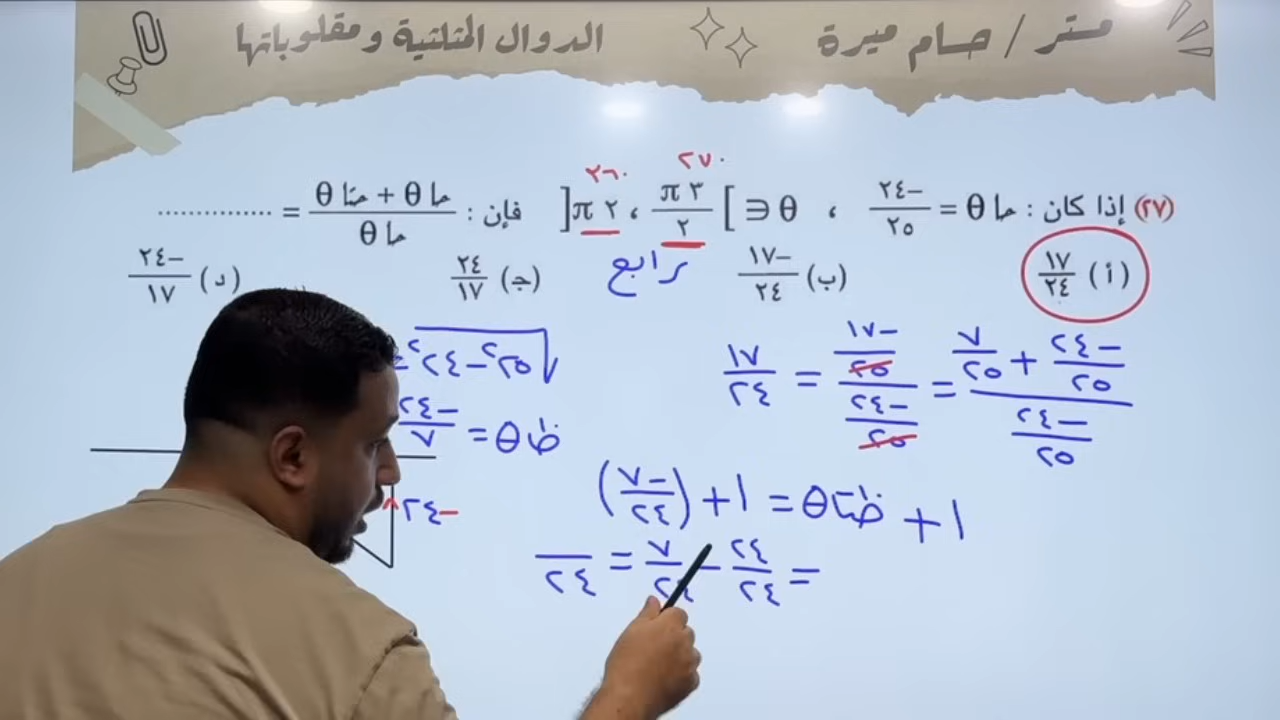 مستر / حسام ميرة الدوال المثلثية ومقلوباتها
٢٧٠ ٣٦٠
(٢٧) إذا كان : حا θ = -٢٤/٢٥ ، θ ∈ ]٣π/٢ ، ٢π[ فإن : (حا θ + حتا θ)/حا θ = ...............
(أ) ١٧/٢٤ (ب) -١٧/٢٤ (جـ) ٢٤/١٧ (د) -٢٤/١٧
رابع
(-٢٤/٢٥ + ٧/٢٥)/(-٢٤/٢٥) = (-١٧/٢٥)/(-٢٤/٢٥) = ١٧/٢٤
√٢٥²-٢٤² =
ظا θ = -٢٤/٧
١ + ظتا θ = ١ + (-٧/٢٤)
= ٢٤/٢٤ - ٧/٢٤ = /٢٤
-٢٤